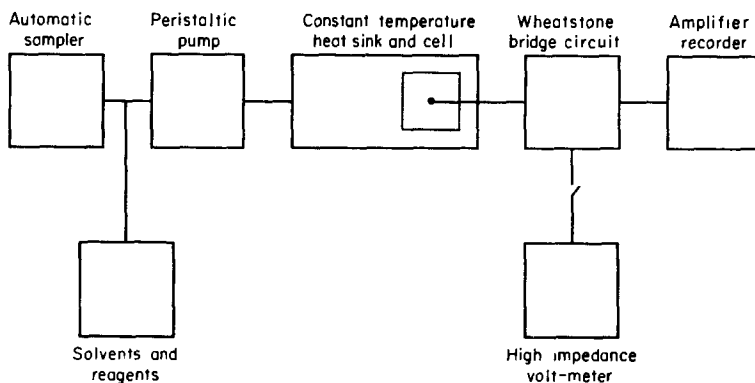 Automatic
sampler
Peristaltic
pump
Constant temperature
heat sink and cell
Wheatstone
bridge circuit
Amplifier
recorder
Solvents and
reagents
High impedance
volt-meter